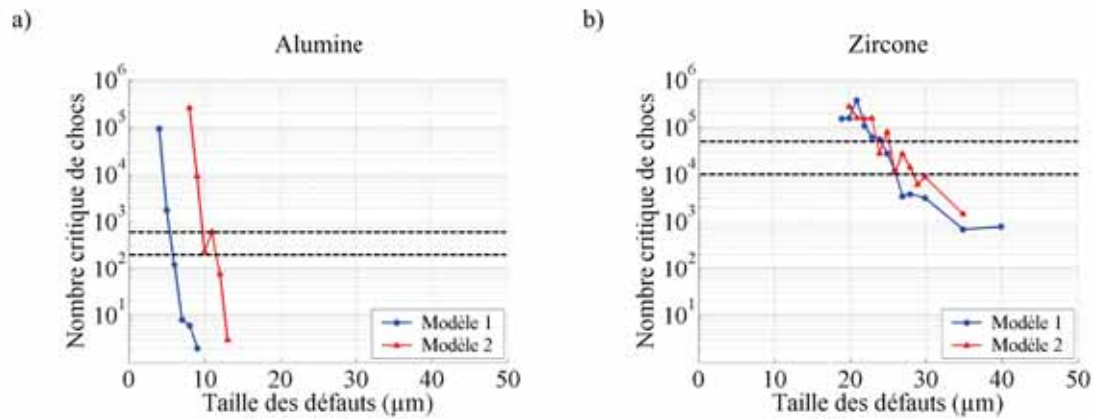 a)
Alumine
Nombre critique de chocs
10^6
10^5
10^4
10^3
10^2
10^1
0 10 20 30 40 50
Taille des défauts (µm)
Modèle 1
Modèle 2
b)
Zircone
Nombre critique de chocs
10^6
10^5
10^4
10^3
10^2
10^1
0 10 20 30 40 50
Taille des défauts (µm)
Modèle 1
Modèle 2